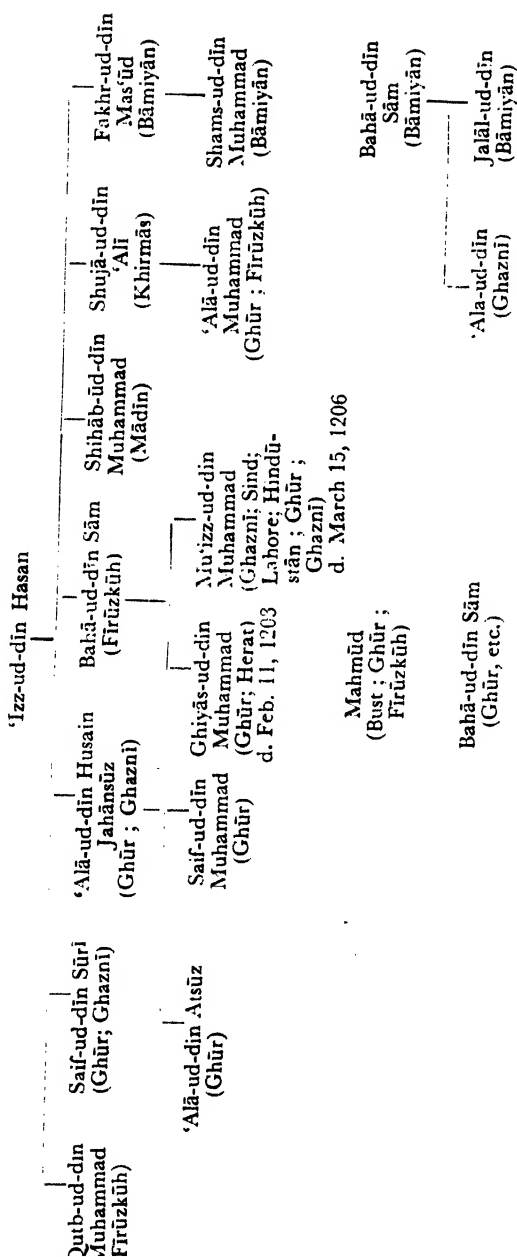 ‘Izz-ud-dīn Hasan
Qutb-ud-dīn
Muhammad
Fīrūzkūh)
Saif-ud-dīn Sūrī
(Ghūr; Ghaznī)
‘Alā-ud-dīn Husain
Jahānsūz
(Ghūr ; Ghaznī)
Bahā-ud-dīn Sām
(Fīrūzkūh)
Shihāb-ūd-dīn
Muhammad
(Mādīn)
Shujā-ud-dīn
‘Alī
(Khirmās)
Fakhr-ud-dīn
Mas‘ūd
(Bāmiyān)
‘Alā-ud-dīn Atsūz
(Ghūr)
Saif-ud-dīn
Muhammad
(Ghūr)
Ghiyās-ud-dīn
Muhammad
(Ghūr; Herat)
d. Feb. 11, 1203
Mu‘izz-ud-dīn
Muhammad
(Ghaznī; Sind;
Lahore; Hindū-
stān ; Ghūr ;
Ghaznī)
d. March 15, 1206
‘Alā-ud-dīn
Muhammad
(Ghūr ; Fīrūzkūh)
Shams-ud-dīn
Muhammad
(Bāmiyān)
Mahmūd
(Bust ; Ghūr ;
Fīrūzkūh)
Bahā-ud-dīn
Sām
(Bāmiyān)
Bahā-ud-dīn Sām
(Ghūr, etc.)
‘Ala-ud-dīn
(Ghaznī)
Jalāl-ud-dīn
(Bāmiyān)